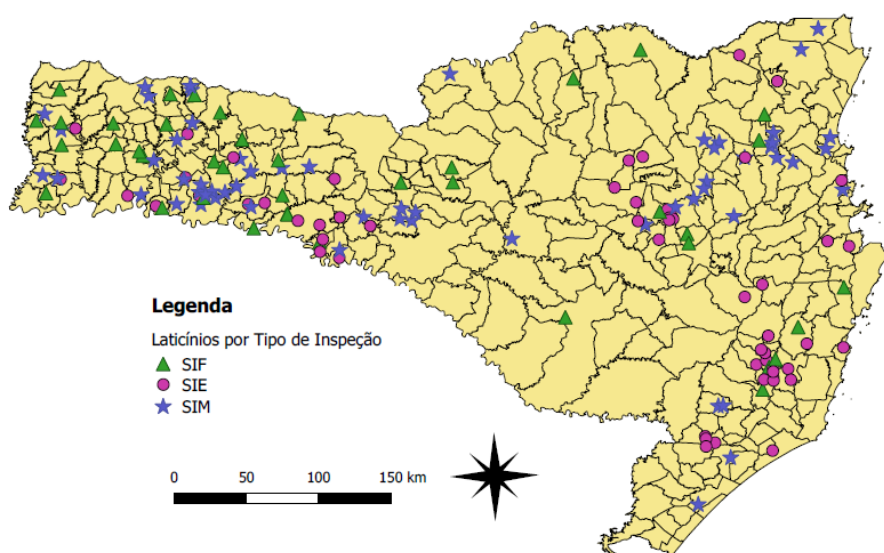 Legenda
Laticínios por Tipo de Inspeção
SIF
SIE
SIM
0 50 100 150 km